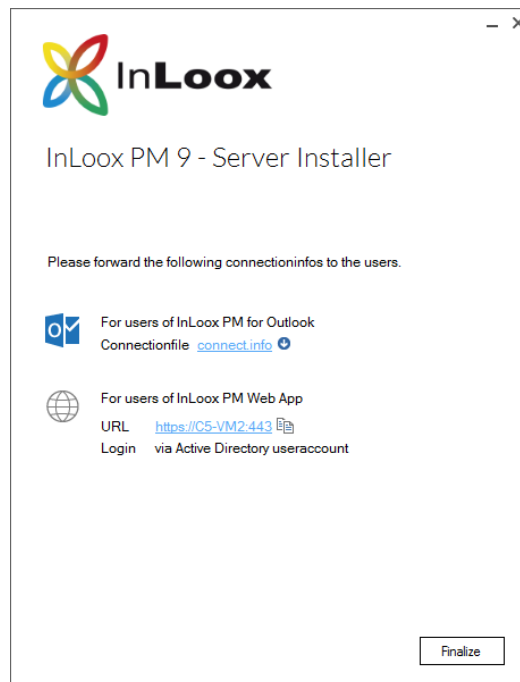 InLoox
InLoox PM 9 - Server Installer
Please forward the following connectioninfos to the users.
For users of InLoox PM for Outlook
Connectionfile connect.info
For users of InLoox PM Web App
URL https://C5-VM2:443
Login via Active Directory useraccount
Finalize